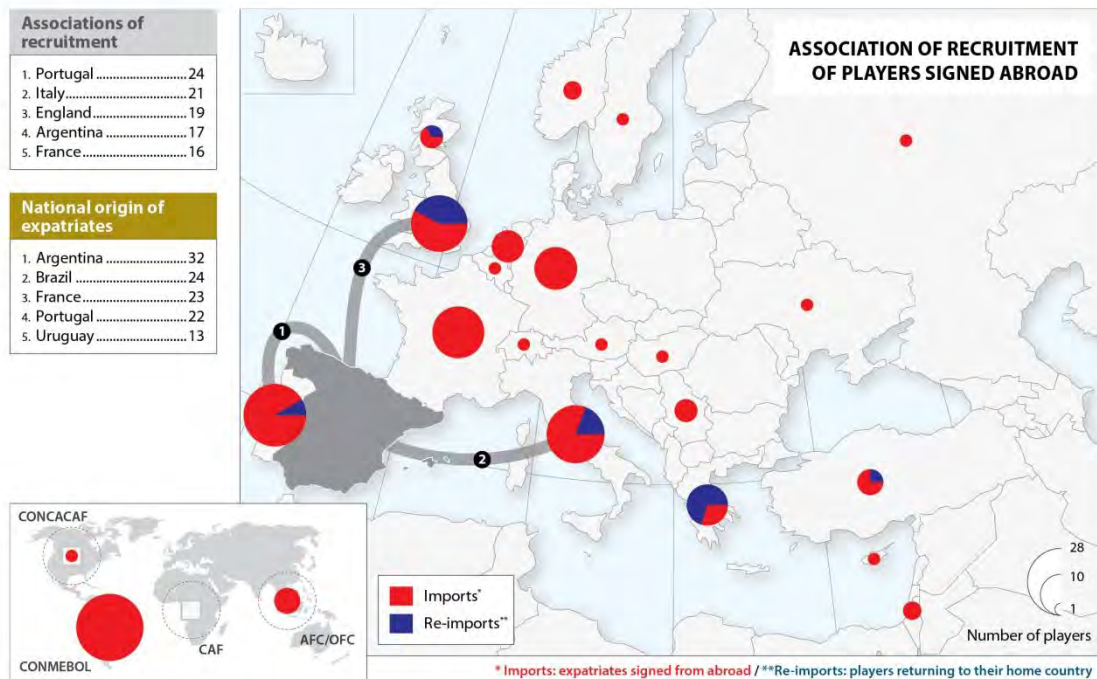 Associations of
recruitment
1. Portugal........................24
2. Italy..............................21
3. England........................19
4. Argentina.....................17
5. France..........................16
National origin of
expatriates
1. Argentina.....................32
2. Brazil............................24
3. France..........................23
4. Portugal.......................22
5. Uruguay.......................13
ASSOCIATION OF RECRUITMENT
OF PLAYERS SIGNED ABROAD
3
1
2
CONCACAF
CONMEBOL
CAF
AFC/OFC
Imports*
Re-imports**
28
10
1
Number of players
* Imports: expatriates signed from abroad / **Re-imports: players returning to their home country